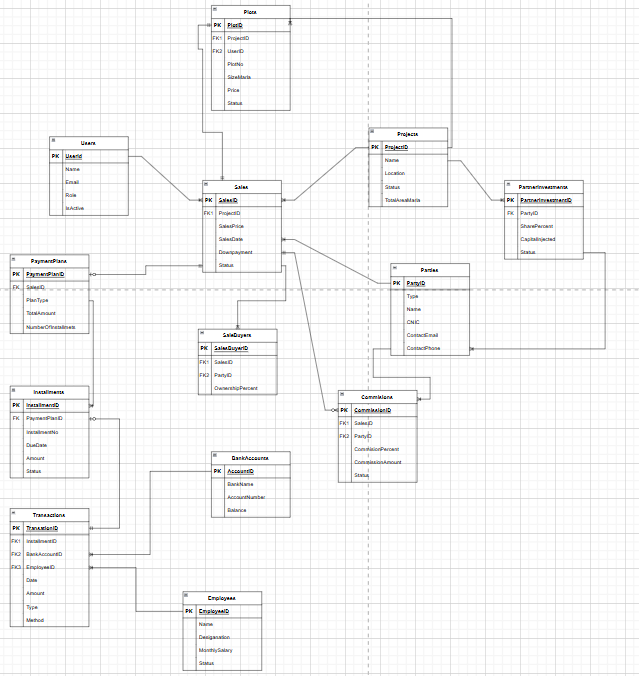 Plots
PK PlotID
FK1 ProjectID
FK2 UserID
PlotNo
SizeMarla
Price
Status
Users
PK UserId
Name
Email
Role
IsActive
Projects
PK ProjectID
Name
Location
Status
TotalAreaMarla
Sales
PK SalesID
FK1 ProjectID
SalesPrice
SalesDate
Downpayment
Status
PartnerInvestments
PK PartnerInvestmentID
FK PartyID
SharePercent
CapitalInjected
Status
PaymentPlans
PK PaymentPlanID
FK SalesID
PlanType
TotalAmount
NumberOfInstallmets
Parties
PK PartyID
Type
Name
CNIC
ContactEmail
ContactPhone
SaleBuyers
PK SalesBuyerID
FK1 SalesID
FK2 PartyID
OwnershipPercent
Installments
PK InstallmentID
FK PaymentPlanID
InstallmentNo
DueDate
Amount
Status
Commisions
PK CommissionID
FK1 SalesID
FK2 PartyID
CommisionPercent
CommissionAmount
Status
BankAccounts
PK AccountID
BankName
AccountNumber
Balance
Transactions
PK TransationID
FK1 InstallmentID
FK2 BankAccountID
FK3 EmployeeID
Date
Amount
Type
Method
Employees
PK EmployeeID
Name
Desiganation
MonthlySalary
Status